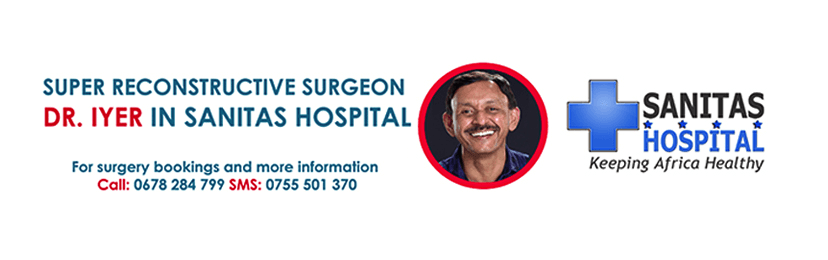 SUPER RECONSTRUCTIVE SURGEON
DR. IYER IN SANITAS HOSPITAL
For surgery bookings and more information
Call: 0678 284 799 SMS: 0755 501 370
SANITAS
HOSPITAL
Keeping Africa Healthy